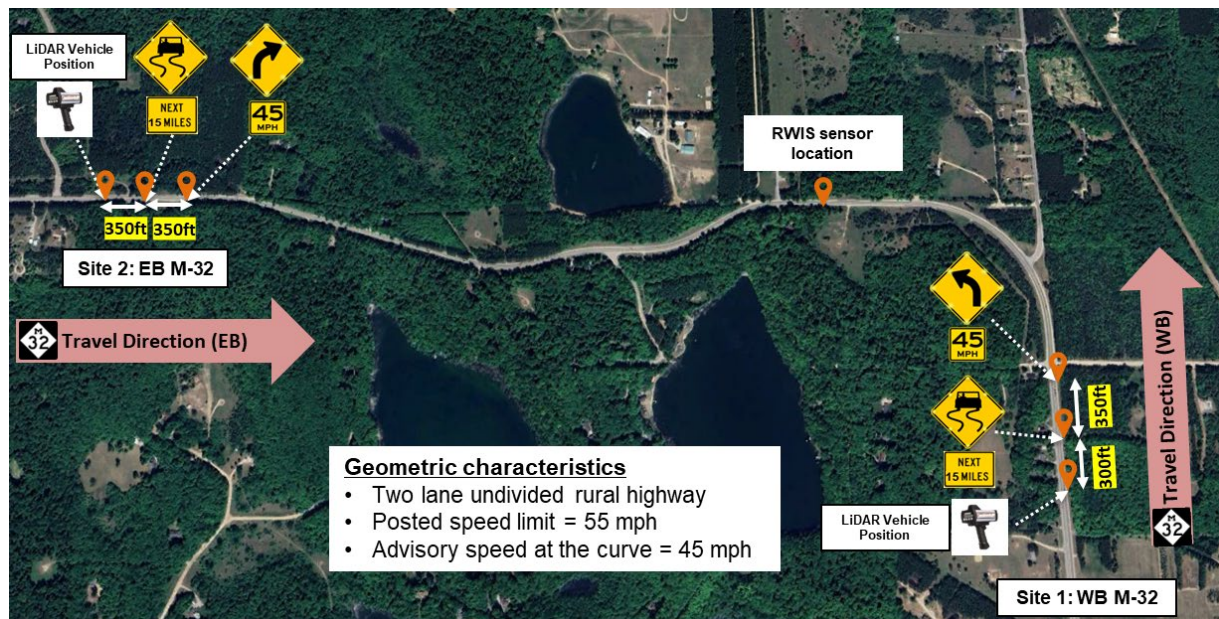 LiDAR Vehicle
Position
NEXT
15 MILES
45
MPH
350ft
350ft
Site 2: EB M-32
M
32
Travel Direction (EB)
RWIS sensor
location
45
MPH
NEXT
15 MILES
350ft
300ft
LiDAR Vehicle
Position
Travel Direction (WB)
M
32
Site 1: WB M-32
Geometric characteristics
• Two lane undivided rural highway
• Posted speed limit = 55 mph
• Advisory speed at the curve = 45 mph